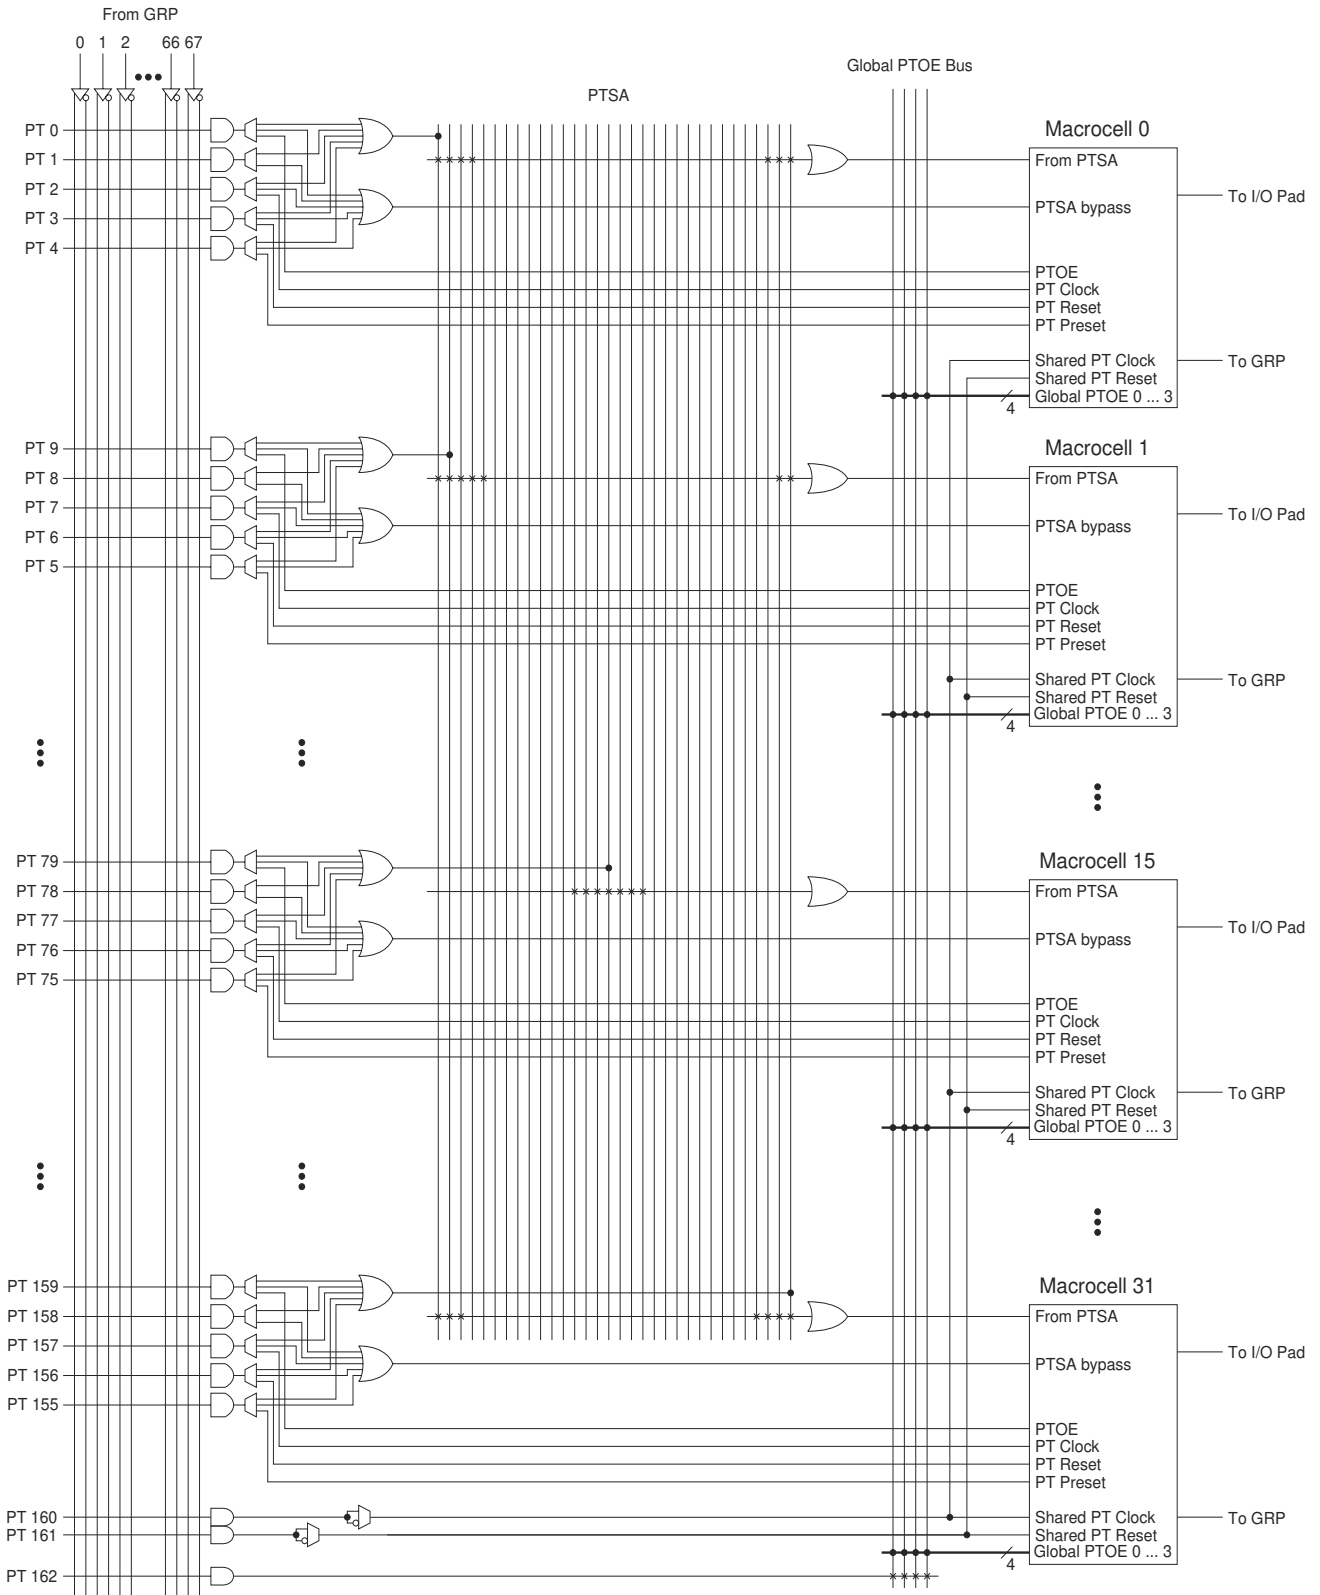 From GRP
0 1 2 66 67
Global PTOE Bus
PTSA
PT 0
PT 1
PT 2
PT 3
PT 4
Macrocell 0
From PTSA
To I/O Pad
PTSA bypass
PTOE
PT Clock
PT Reset
PT Preset
Shared PT Clock
To GRP
Shared PT Reset
Global PTOE 0 ... 3
4
PT 9
PT 8
PT 7
PT 6
PT 5
Macrocell 1
From PTSA
To I/O Pad
PTSA bypass
PTOE
PT Clock
PT Reset
PT Preset
Shared PT Clock
To GRP
Shared PT Reset
Global PTOE 0 ... 3
4
PT 79
PT 78
PT 77
PT 76
PT 75
Macrocell 15
From PTSA
To I/O Pad
PTSA bypass
PTOE
PT Clock
PT Reset
PT Preset
Shared PT Clock
To GRP
Shared PT Reset
Global PTOE 0 ... 3
4
PT 159
PT 158
PT 157
PT 156
PT 155
Macrocell 31
From PTSA
To I/O Pad
PTSA bypass
PTOE
PT Clock
PT Reset
PT Preset
PT 160
PT 161
PT 162
Shared PT Clock
To GRP
Shared PT Reset
Global PTOE 0 ... 3
4